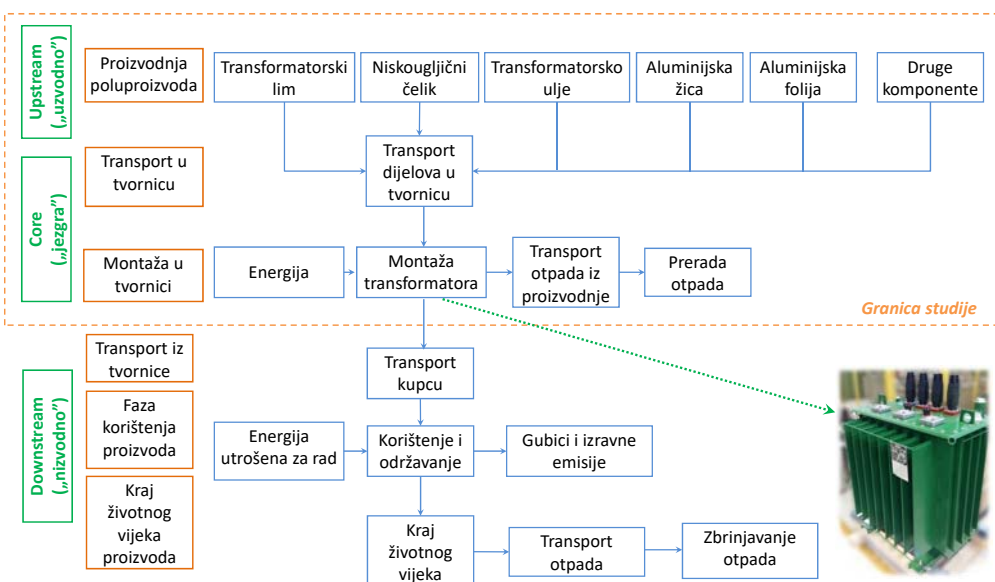 Upstream
(„uzvodno”)
Proizvodnja
poluproizvoda
Transformatorski
lim
Niskougljični
čelik
Transformatorsko
ulje
Aluminijska
žica
Aluminijska
folija
Druge
komponente
Core
(„jezgra”)
Transport u
tvornicu
Transport
dijelova u
tvornicu
Montaža u
tvornici
Energija
Montaža
transformatora
Transport
otpada iz
proizvodnje
Prerada
otpada
Granica studije
Downstream
(„nizvodno”)
Transport iz
tvornice
Transport
kupcu
Faza
korištenja
proizvoda
Energija
utrošena za rad
Korištenje i
održavanje
Gubici i izravne
emisije
Kraj
životnog
vijeka
proizvoda
Kraj
životnog
vijeka
Transport
otpada
Zbrinjavanje
otpada